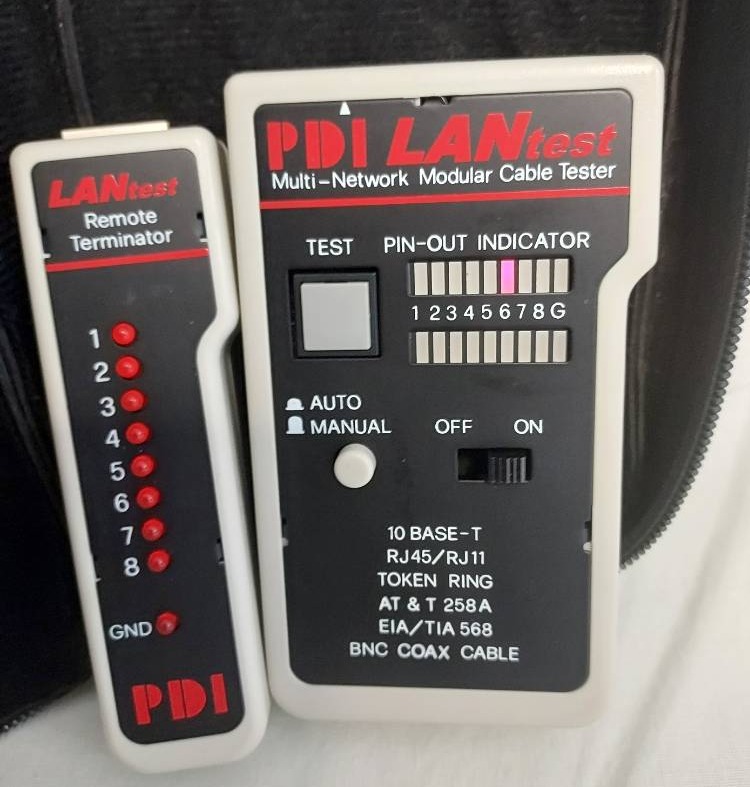 LANtest
Remote
Terminator
1
2
3
4
5
6
7
8
GND
PDI
PDI LANtest
Multi-Network Modular Cable Tester
TEST
PIN-OUT INDICATOR
1 2 3 4 5 6 7 8 G
AUTO
MANUAL
OFF ON
10 BASE-T
RJ45/RJ11
TOKEN RING
AT & T 258A
EIA/TIA 568
BNC COAX CABLE